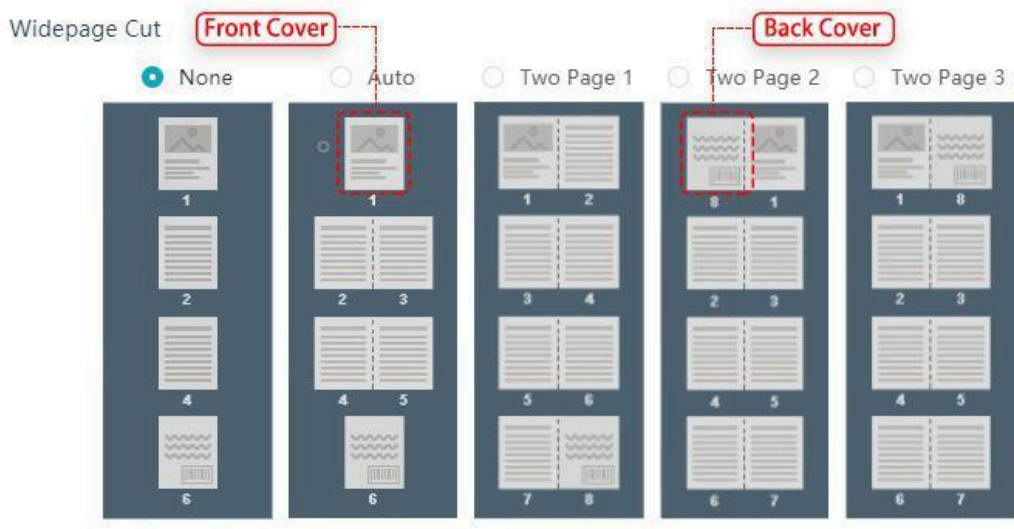 Widepage Cut
Front Cover
Back Cover
None
Auto
Two Page 1
Two Page 2
Two Page 3
1
1
1 2
8 1
1 8
2
2 3
3 4
2 3
2 3
4
4 5
5 6
4 5
4 5
6
6
7 8
6 7
6 7